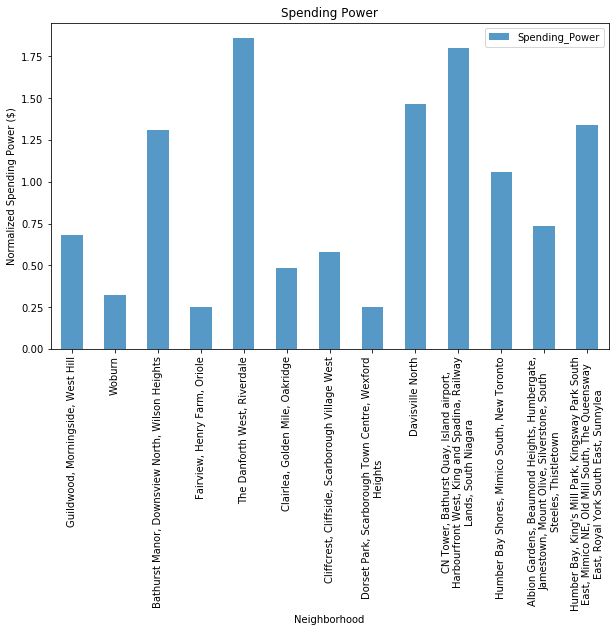 Spending Power
Spending_Power
Normalized Spending Power ($)
1.75
1.50
1.25
1.00
0.75
0.50
0.25
0.00
Guildwood, Morningside, West Hill
Woburn
Bathurst Manor, Downsview North, Wilson Heights
Fairview, Henry Farm, Oriole
The Danforth West, Riverdale
Clairlea, Golden Mile, Oakridge
Cliffcrest, Cliffside, Scarborough Village West
Dorset Park, Scarborough Town Centre, Wexford
Heights
Davisville North
CN Tower, Bathurst Quay, Island airport,
Harbourfront West, King and Spadina, Railway
Lands, South Niagara
Humber Bay Shores, Mimico South, New Toronto
Albion Gardens, Beaumond Heights, Humbergate,
Jamestown, Mount Olive, Silverstone, South
Steeles, Thistletown
Humber Bay, King's Mill Park, Kingsway Park South
East, Mimico NE, Old Mill South, The Queensway
East, Royal York South East, Sunnylea
Neighborhood